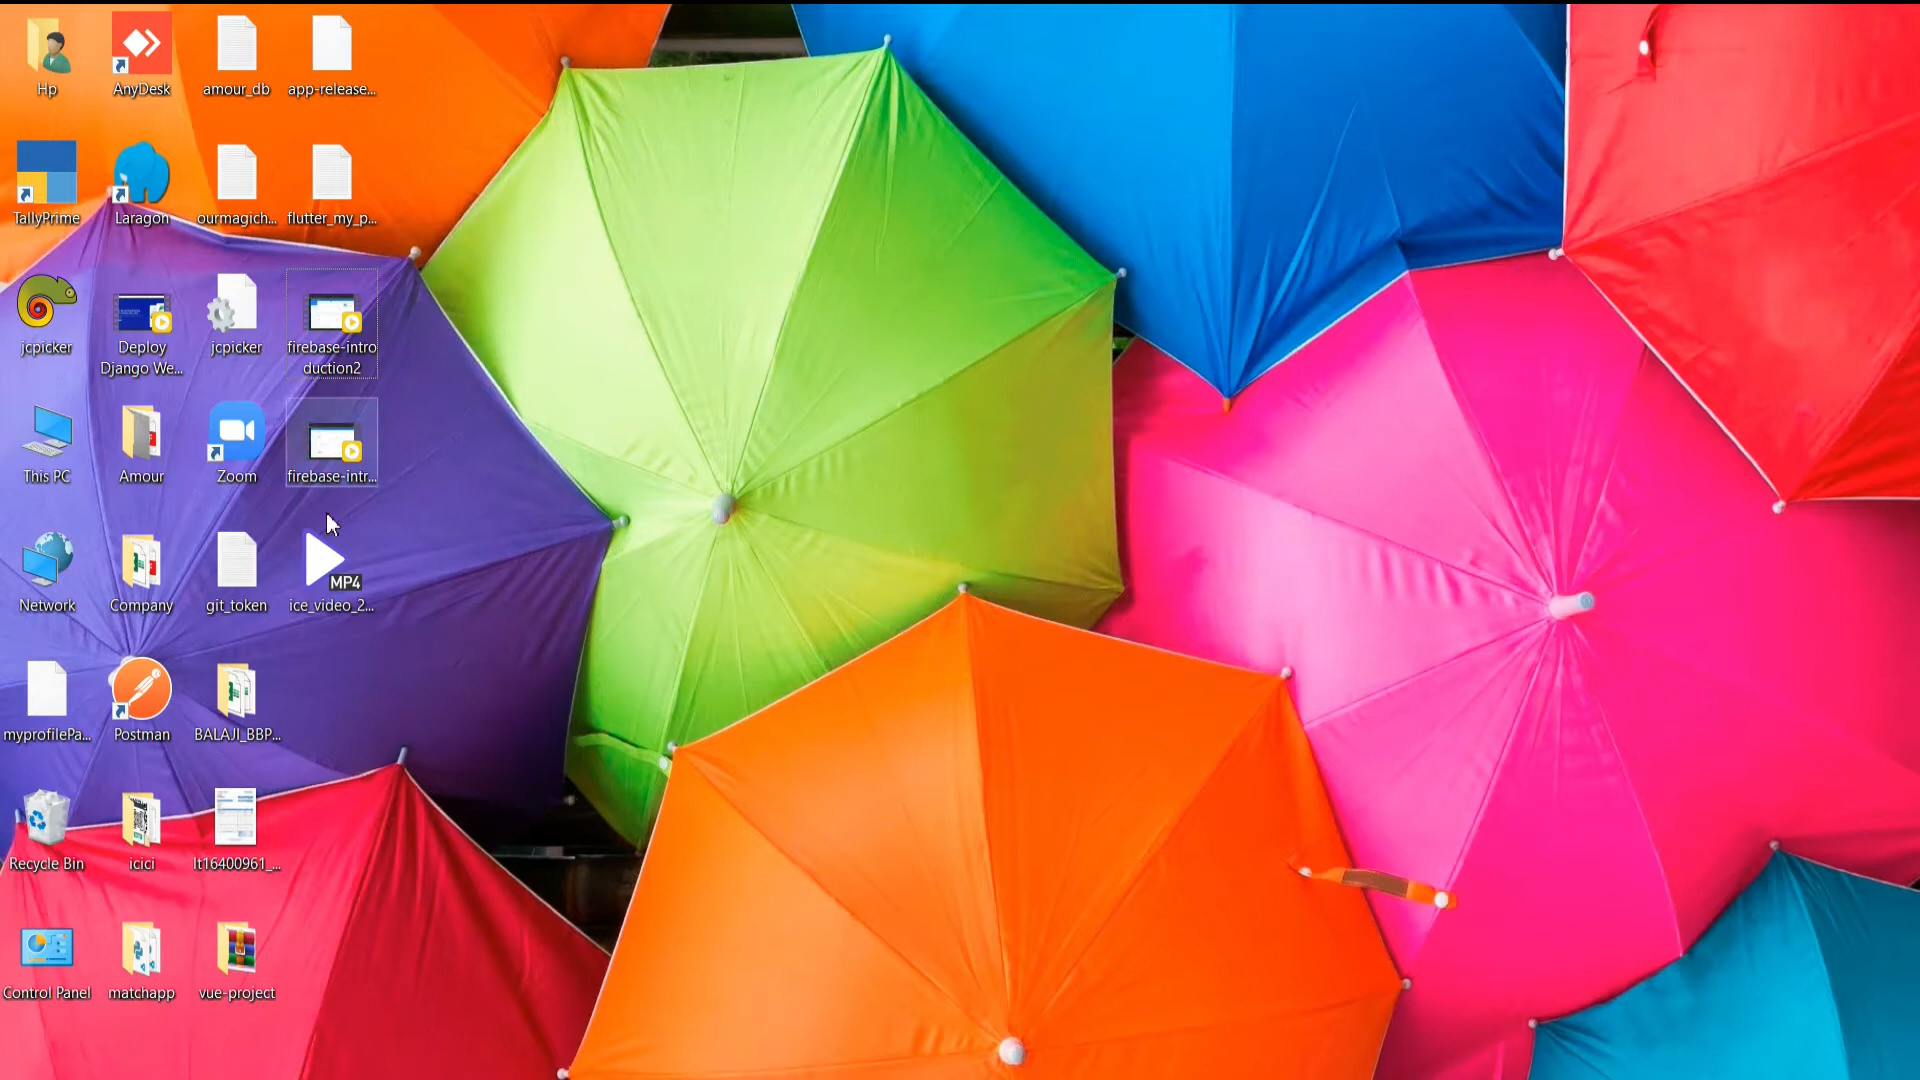 Hp
AnyDesk
amour_db
app-release...
TallyPrime
Laragon
ourmagich...
flutter_my_p...
jcpicker
Deploy
Django We...
jcpicker
firebase-intro
duction2
This PC
Amour
Zoom
firebase-intr...
Network
Company
git_token
MP4
ice_video_2...
myprofilePa...
Postman
BALAJI_BBP...
Recycle Bin
icici
lt16400961_...
Control Panel
matchapp
vue-project